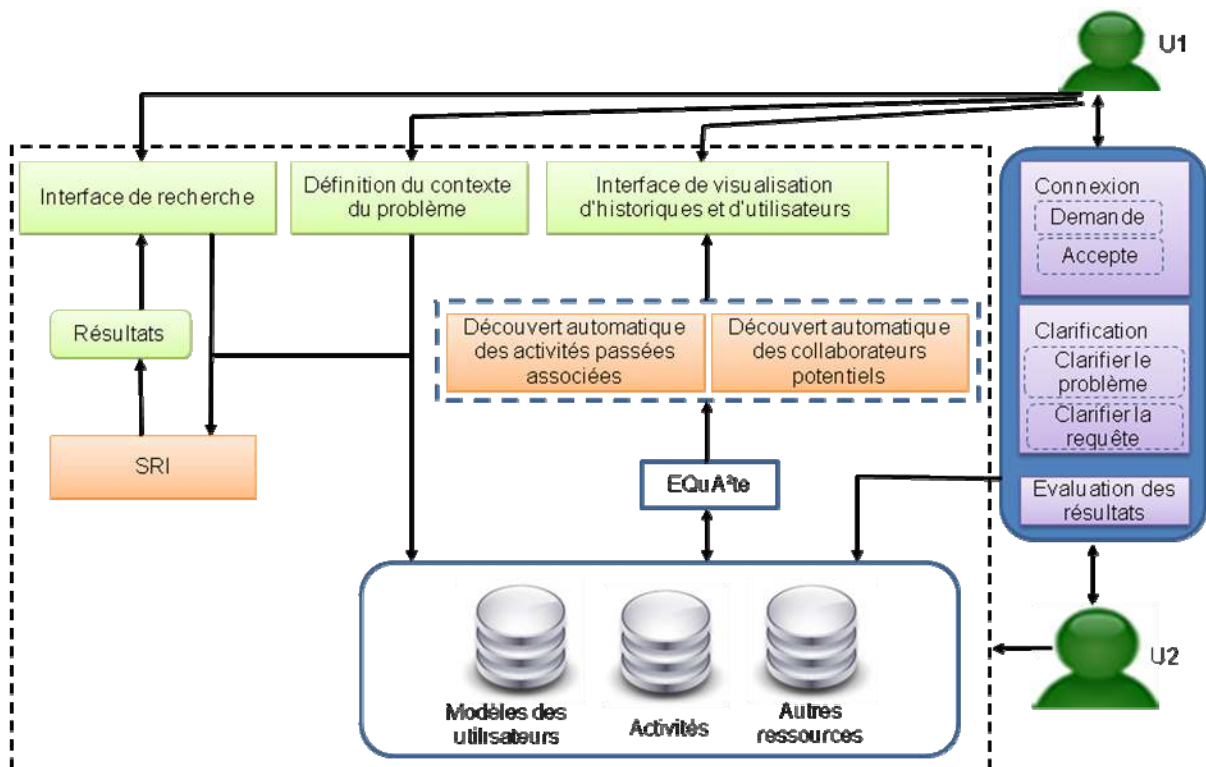 U1
Interface de recherche
Définition du contexte
du problème
Interface de visualisation
d'historiques et d'utilisateurs
Connexion
Demande
Accepte
Résultats
Découvert automatique
des activités passées
associées
Découvert automatique
des collaborateurs
potentiels
Clarification
Clarifier le
problème
Clarifier la
requête
SRI
EQuA²te
Evaluation des
résultats
Modèles des
utilisateurs
Activités
Autres
ressources
U2